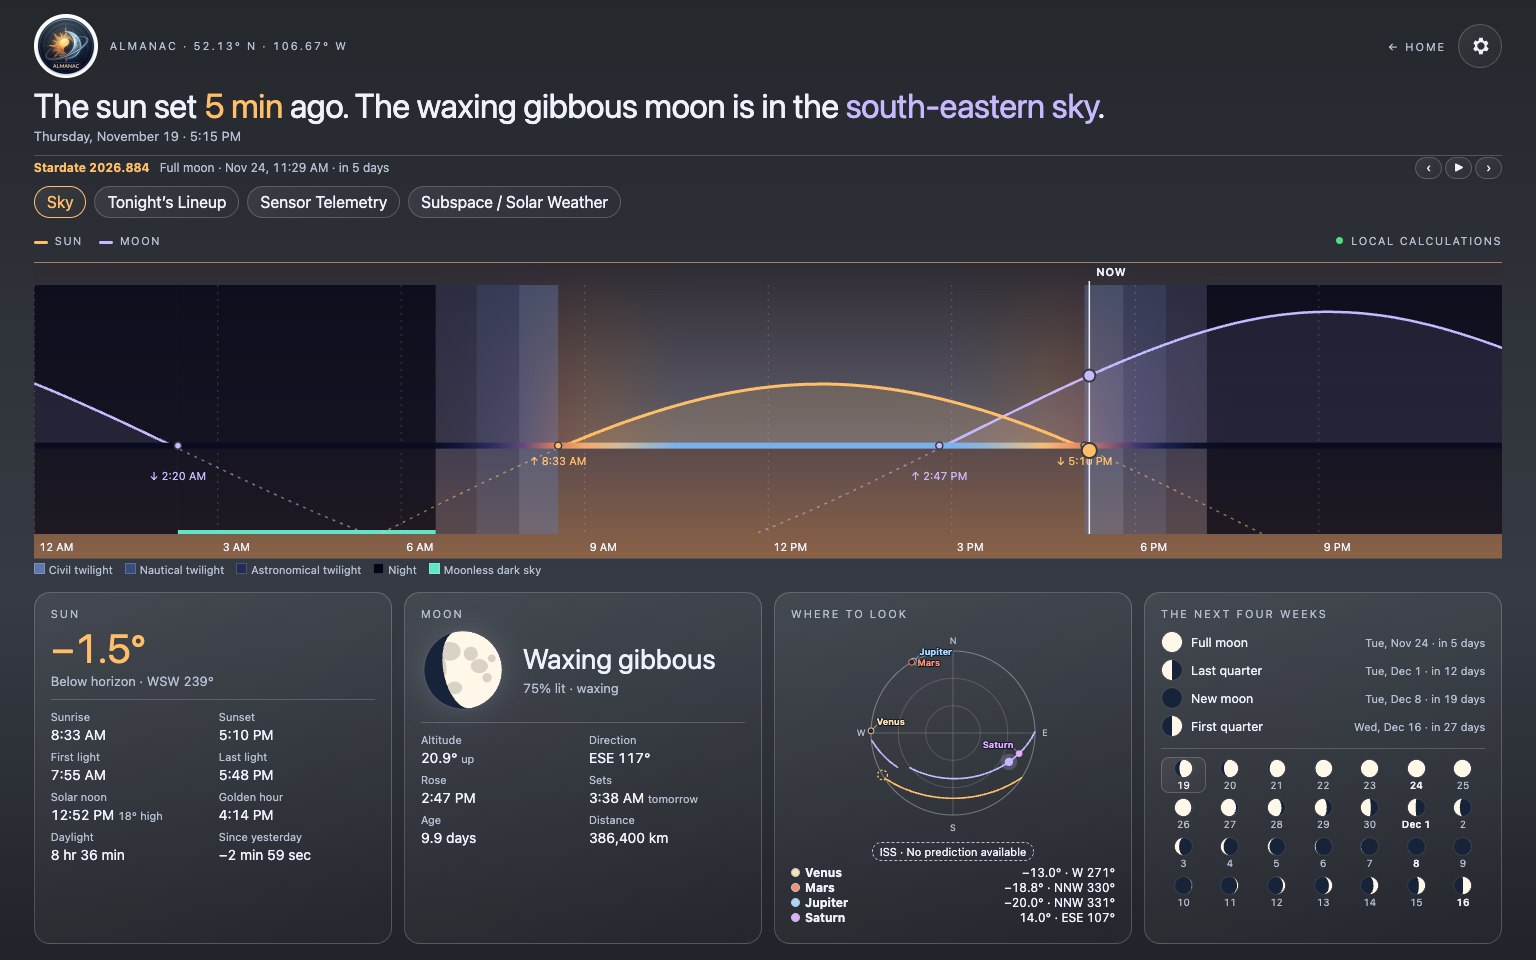 ALMANAC
ALMANAC · 52.13° N · 106.67° W
← HOME
The sun set 5 min ago. The waxing gibbous moon is in the south-eastern sky.
Thursday, November 19 · 5:15 PM
Stardate 2026.884 Full moon · Nov 24, 11:29 AM · in 5 days
Sky
Tonight's Lineup
Sensor Telemetry
Subspace / Solar Weather
SUN MOON
LOCAL CALCULATIONS
NOW
↑ 8:33 AM
↓ 5:10 PM
↓ 2:20 AM
↑ 2:47 PM
12 AM 3 AM 6 AM 9 AM 12 PM 3 PM 6 PM 9 PM
Civil twilight Nautical twilight Astronomical twilight Night Moonless dark sky
SUN
−1.5°
Below horizon · WSW 239°
Sunrise Sunset
8:33 AM 5:10 PM
First light Last light
7:55 AM 5:48 PM
Solar noon Golden hour
12:52 PM 18° high 4:14 PM
Daylight Since yesterday
8 hr 36 min −2 min 59 sec
MOON
Waxing gibbous
75% lit · waxing
Altitude Direction
20.9° up ESE 117°
Rose Sets
2:47 PM 3:38 AM tomorrow
Age Distance
9.9 days 386,400 km
WHERE TO LOOK
N
Jupiter
Mars
Venus
W E
Saturn
S
ISS · No prediction available
Venus −13.0° · W 271°
Mars −18.8° · NNW 330°
Jupiter −20.0° · NNW 331°
Saturn 14.0° · ESE 107°
THE NEXT FOUR WEEKS
Full moon Tue, Nov 24 · in 5 days
Last quarter Tue, Dec 1 · in 12 days
New moon Tue, Dec 8 · in 19 days
First quarter Wed, Dec 16 · in 27 days
19 20 21 22 23 24 25
26 27 28 29 30 Dec 1 2
3 4 5 6 7 8 9
10 11 12 13 14 15 16